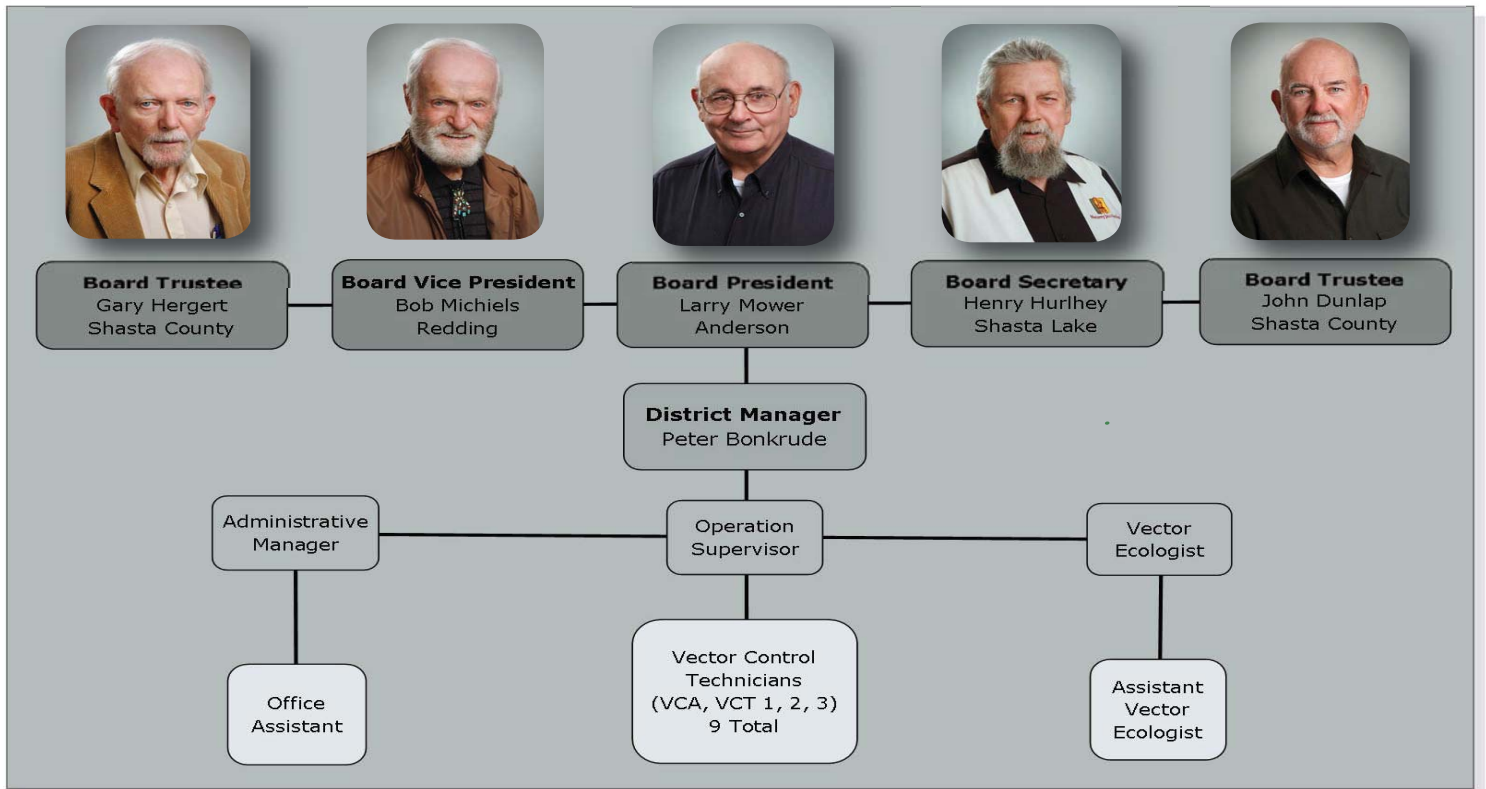 Board Trustee
Gary Hergert
Shasta County
Board Vice President
Bob Michiels
Redding
Board President
Larry Mower
Anderson
Board Secretary
Henry Hurlhey
Shasta Lake
Board Trustee
John Dunlap
Shasta County
District Manager
Peter Bonkrude
Administrative
Manager
Operation
Supervisor
Vector
Ecologist
Office
Assistant
Vector Control
Technicians
(VCA, VCT 1, 2, 3)
9 Total
Assistant
Vector
Ecologist